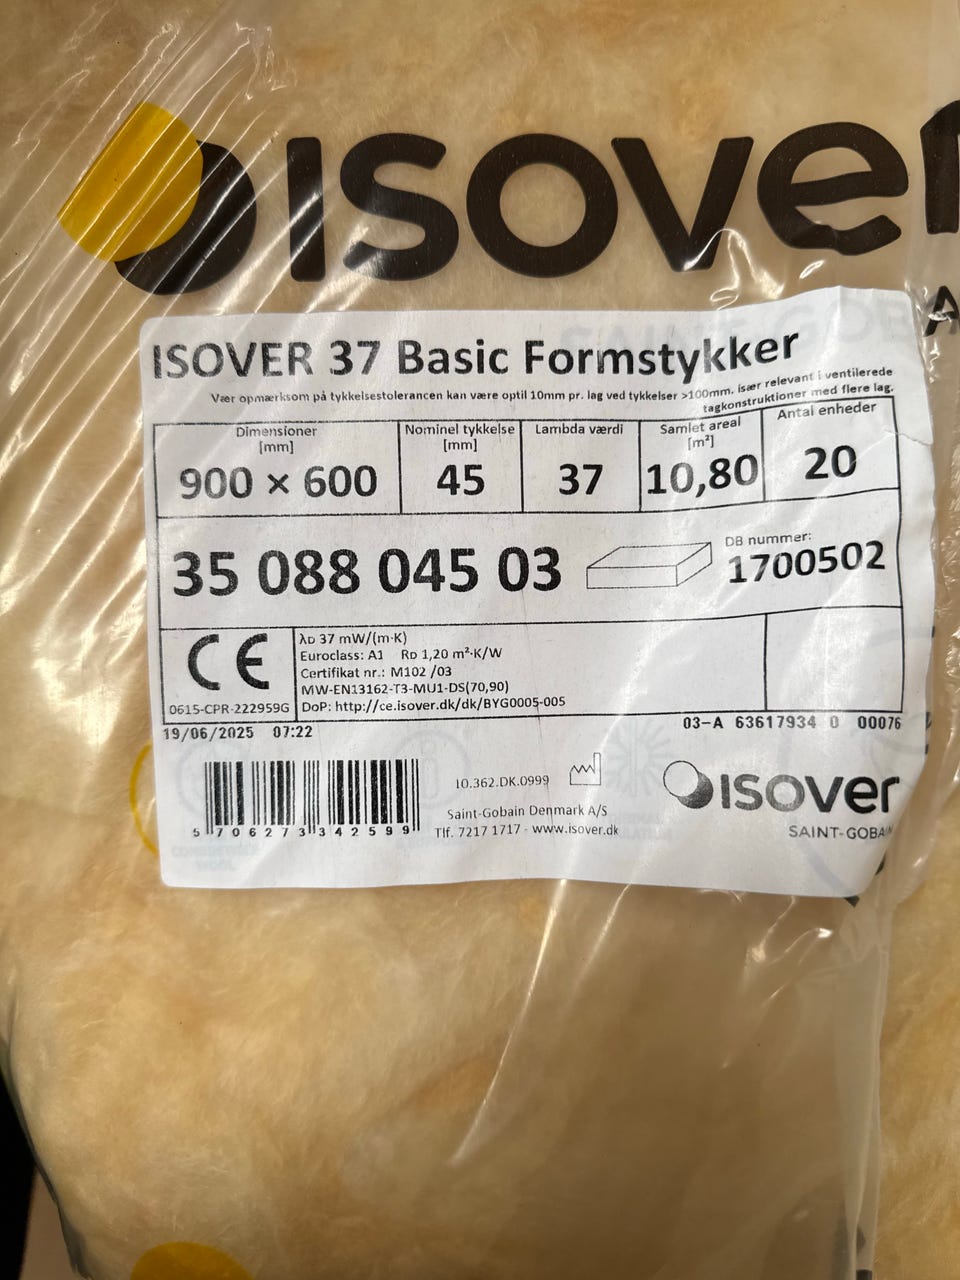 isover
ISOVER 37 Basic Formstykker
Vær opmærksom på tykkelsestolerancen kan være optil 10mm pr. lag ved tykkelser >100mm. især relevant i ventilerede
tagkonstruktioner med flere lag.
Dimensioner [mm] Nominel tykkelse [mm] Lambda værdi Samlet areal [m²] Antal enheder
900 × 600 45 37 10,80 20
35 088 045 03
DB nummer:
1700502
CE
0615-CPR-222959G
λD 37 mW/(m·K)
Euroclass: A1 RD 1,20 m²·K/W
Certifikat nr.: M102 /03
MW-EN13162-T3-MU1-DS(70,90)
DoP: http://ce.isover.dk/dk/BYG0005-005
19/06/2025 07:22
03-A 63617934 0 00076
5 706273 342599
10.362.DK.0999
Saint-Gobain Denmark A/S
Tlf. 7217 1717 - www.isover.dk
isover
SAINT-GOBAIN